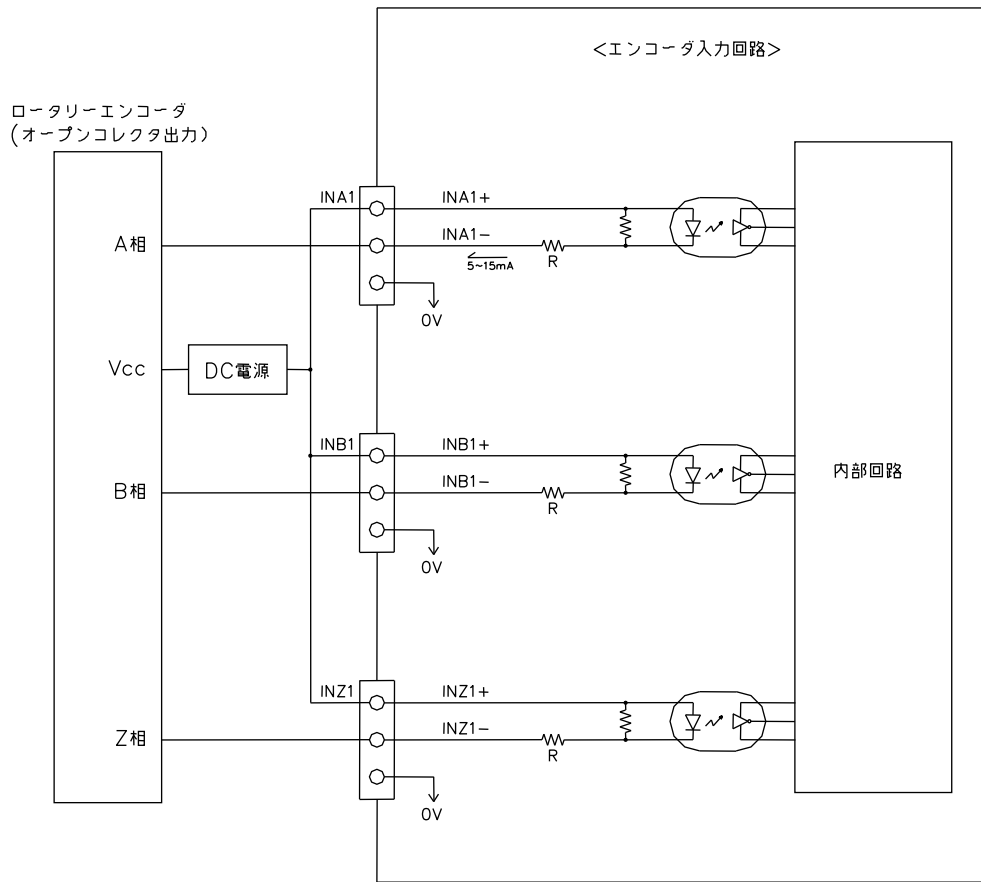 <エンコーダ入力回路>
ロータリーエンコーダ
(オープンコレクタ出力)
INA1
INA1+
A相
INA1-
R
5~15mA
0V
Vcc
DC電源
INB1
INB1+
B相
INB1-
R
0V
内部回路
INZ1
INZ1+
Z相
INZ1-
R
0V